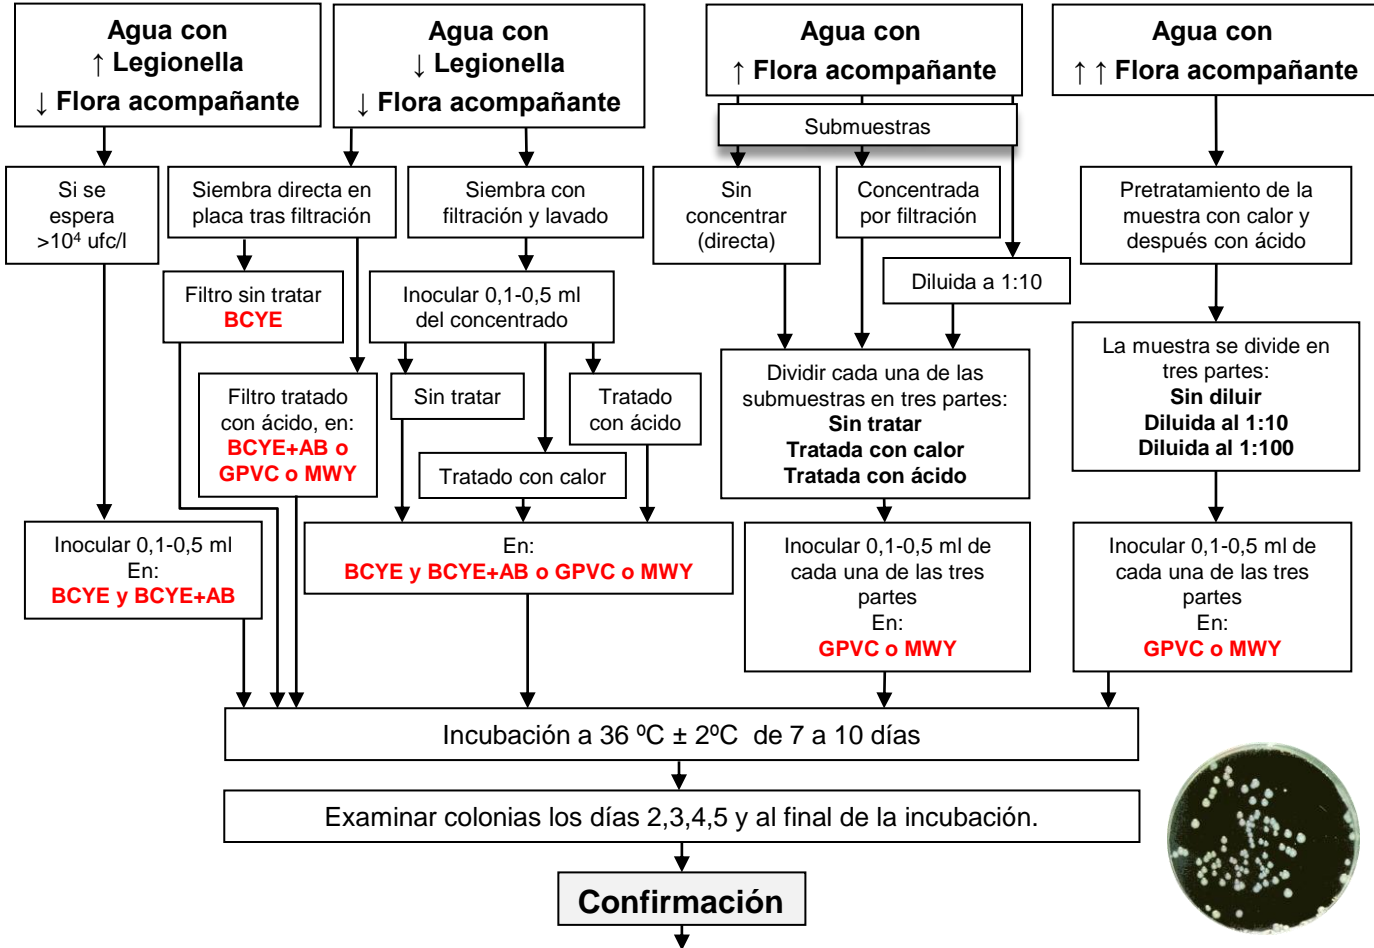 Agua con
↑ Legionella
↓ Flora acompañante
Agua con
↓ Legionella
↓ Flora acompañante
Agua con
↑ Flora acompañante
Agua con
↑ ↑ Flora acompañante
Submuestras
Si se
espera
>10⁴ ufc/l
Siembra directa en
placa tras filtración
Siembra con
filtración y lavado
Sin
concentrar
(directa)
Concentrada
por filtración
Pretratamiento de la
muestra con calor y
después con ácido
Filtro sin tratar
BCYE
Inocular 0,1-0,5 ml
del concentrado
Diluida a 1:10
Filtro tratado
con ácido, en:
BCYE+AB o
GPVC o MWY
Sin tratar
Tratado
con ácido
Tratado con calor
Dividir cada una de las
submuestras en tres partes:
Sin tratar
Tratada con calor
Tratada con ácido
La muestra se divide en
tres partes:
Sin diluir
Diluida al 1:10
Diluida al 1:100
Inocular 0,1-0,5 ml
En:
BCYE y BCYE+AB
En:
BCYE y BCYE+AB o GPVC o MWY
Inocular 0,1-0,5 ml de
cada una de las tres
partes
En:
GPVC o MWY
Inocular 0,1-0,5 ml de
cada una de las tres
partes
En:
GPVC o MWY
Incubación a 36 ºC ± 2ºC de 7 a 10 días
Examinar colonias los días 2,3,4,5 y al final de la incubación.
Confirmación